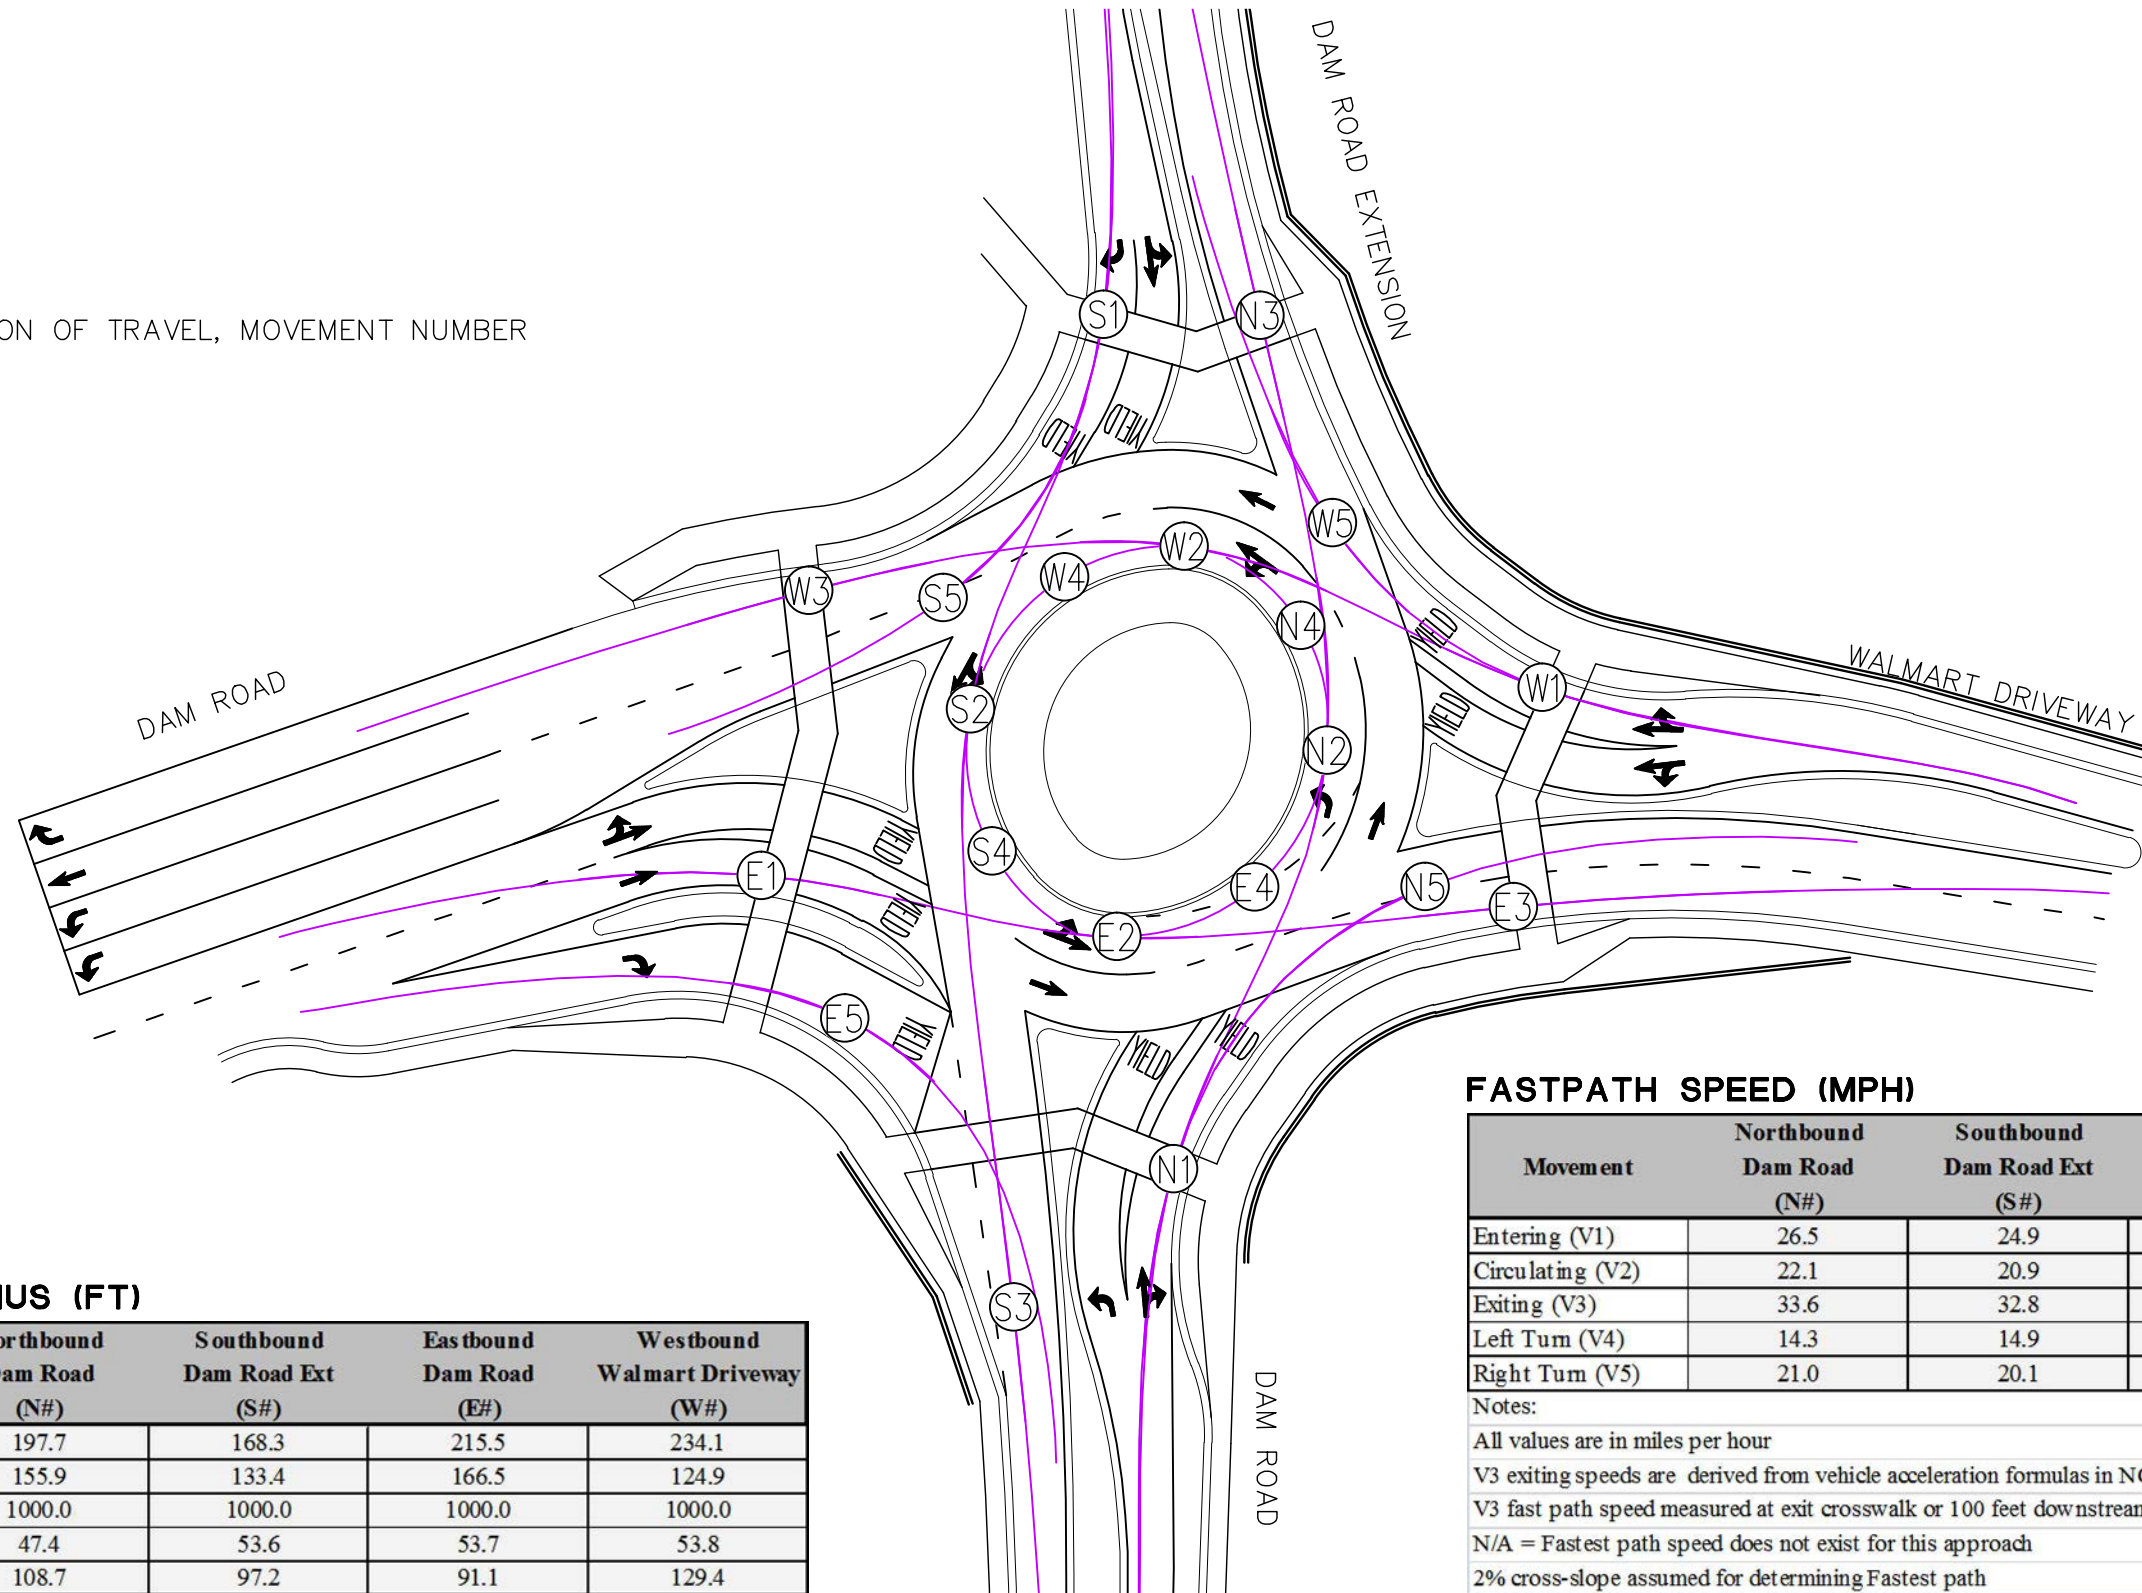 DAM ROAD EXTENSION
ON OF TRAVEL, MOVEMENT NUMBER
S1
N3
YIELD
YIELD
W5
W2
W4
N4
S5
W3
YIELD
W1
WALMART DRIVEWAY
DAM ROAD
S2
YIELD
N2
S4
YIELD
E1
E4
N5
E3
YIELD
E2
E5
YIELD
YIELD
YIELD
N1
S3
DAM ROAD
FASTPATH SPEED (MPH)
Movement Northbound Dam Road (N#) Southbound Dam Road Ext (S#)
Entering (V1) 26.5 24.9
Circulating (V2) 22.1 20.9
Exiting (V3) 33.6 32.8
Left Turn (V4) 14.3 14.9
Right Turn (V5) 21.0 20.1
Notes:
All values are in miles per hour
V3 exiting speeds are derived from vehicle acceleration formulas in NC
V3 fast path speed measured at exit crosswalk or 100 feet downstream
N/A = Fastest path speed does not exist for this approach
2% cross-slope assumed for determining Fastest path
IUS (FT)
orthbound Southbound Eastbound Westbound
am Road Dam Road Ext Dam Road Walmart Driveway
(N#) (S#) (E#) (W#)
197.7 168.3 215.5 234.1
155.9 133.4 166.5 124.9
1000.0 1000.0 1000.0 1000.0
47.4 53.6 53.7 53.8
108.7 97.2 91.1 129.4